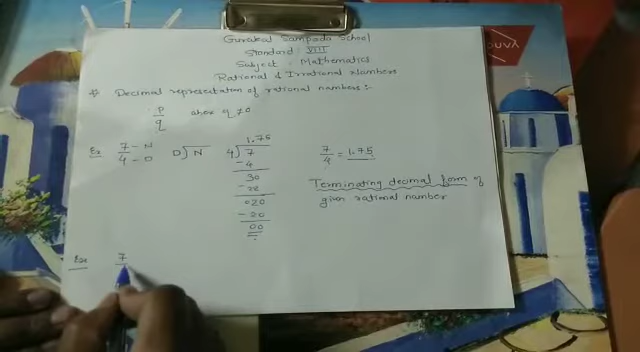 Gurukul Sampada School
Standard : VIII
Subject : Mathematics
Rational & Irrational Numbers
Decimal representation of rational numbers :-
p/q where q ≠ 0
Ex 7 - N / 4 - D
D)N
1.75
4)7
-4
30
-28
020
-20
00
7/4 = 1.75
Terminating decimal form of
given rational number
Ex 7